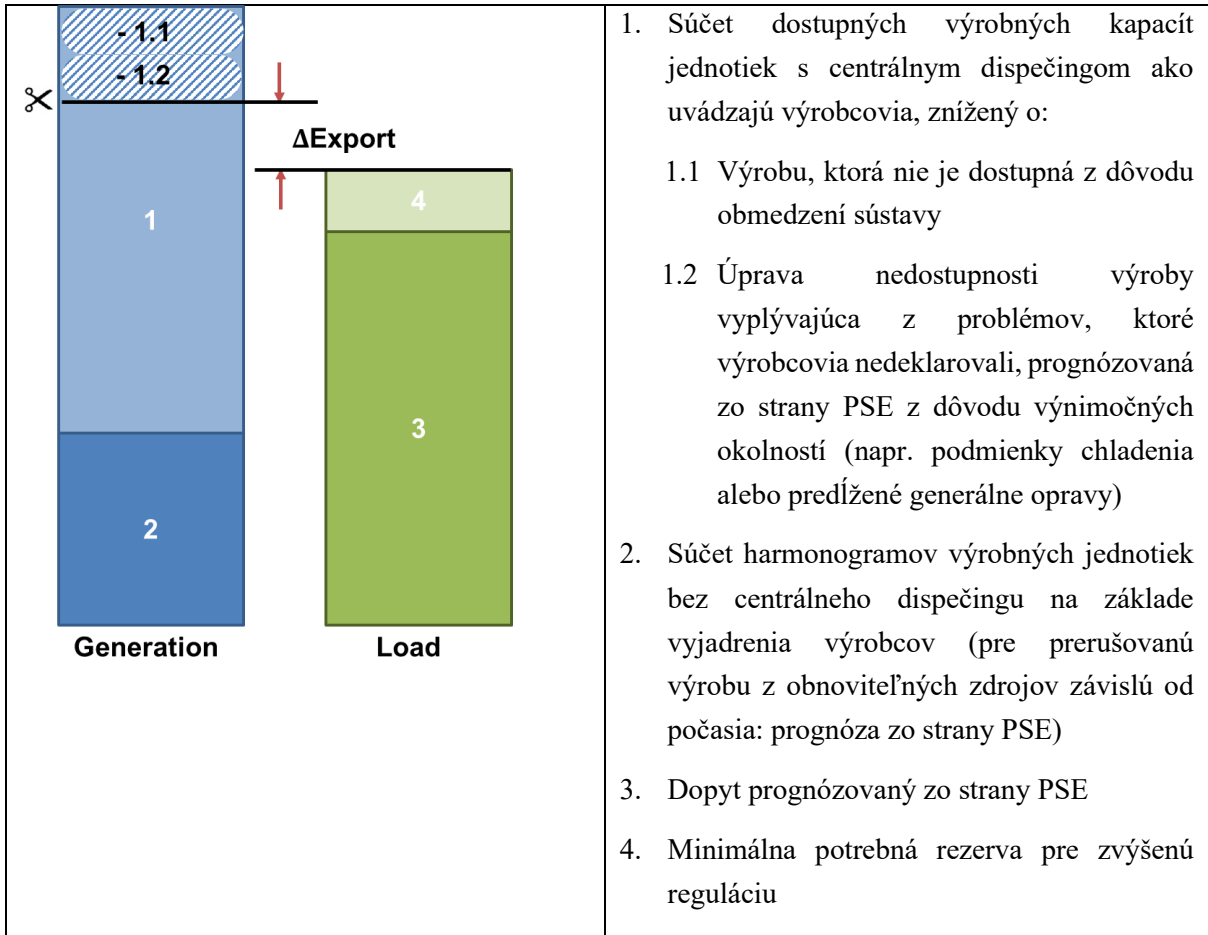 - 1.1
- 1.2
ΔExport
4
1
3
2
Generation
Load
1. Súčet dostupných výrobných kapacít
jednotiek s centrálnym dispečingom ako
uvádzajú výrobcovia, znížený o:
1.1 Výrobu, ktorá nie je dostupná z dôvodu
obmedzení sústavy
1.2 Úprava nedostupnosti výroby
vyplývajúca z problémov, ktoré
výrobcovia nedeklarovali, prognózovaná
zo strany PSE z dôvodu výnimočných
okolností (napr. podmienky chladenia
alebo predĺžené generálne opravy)
2. Súčet harmonogramov výrobných jednotiek
bez centrálneho dispečingu na základe
vyjadrenia výrobcov (pre prerušovanú
výrobu z obnoviteľných zdrojov závislú od
počasia: prognóza zo strany PSE)
3. Dopyt prognózovaný zo strany PSE
4. Minimálna potrebná rezerva pre zvýšenú
reguláciu